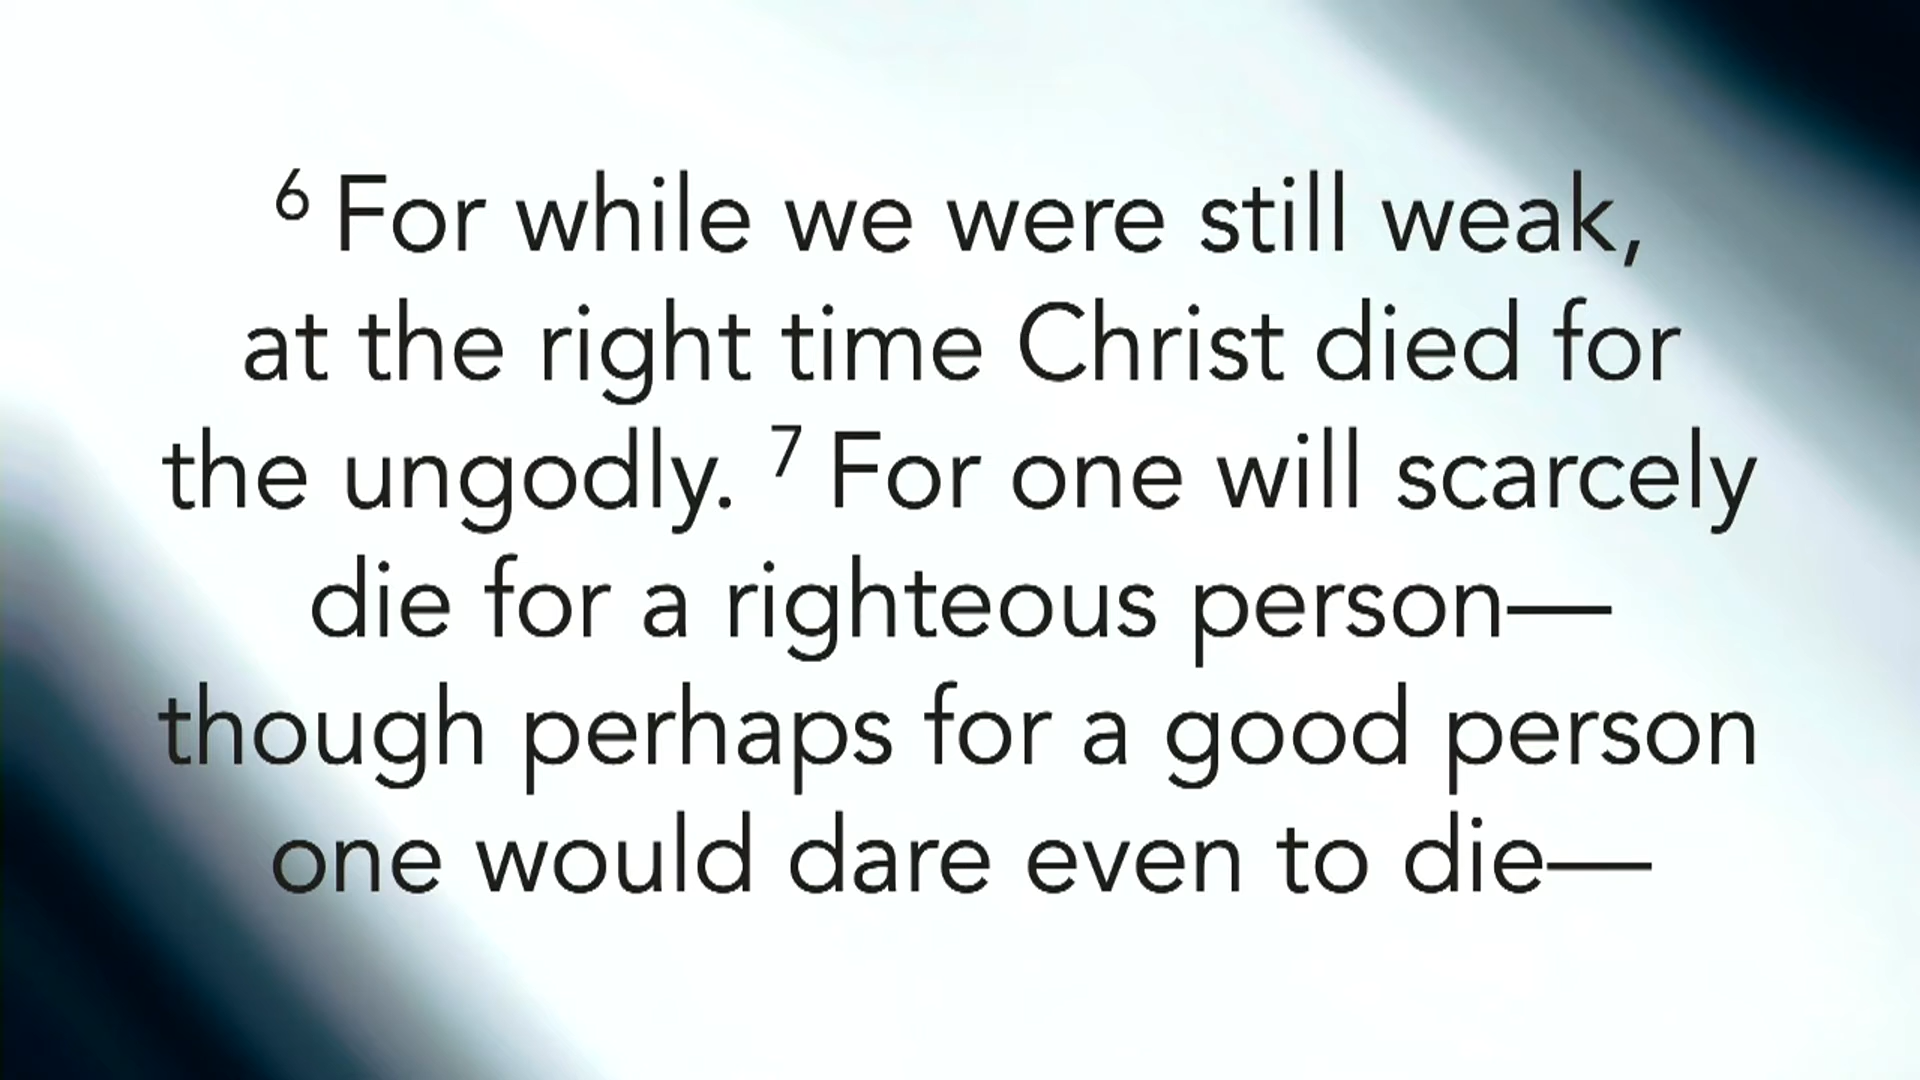 6 For while we were still weak,
at the right time Christ died for
the ungodly. 7 For one will scarcely
die for a righteous person—
though perhaps for a good person
one would dare even to die—